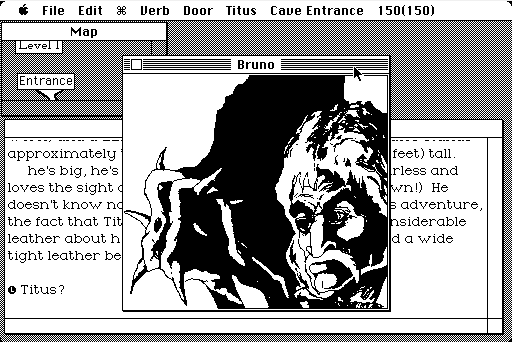 File Edit ⌘ Verb Door Titus Cave Entrance 150(150)
Map
Level 1
Entrance
Bruno
approximately feet) tall.
he's big, he's rless and
loves the sight wn!) He
doesn't know s adventure,
the fact that nsiderable
leather about d a wide
tight leather
Titus?